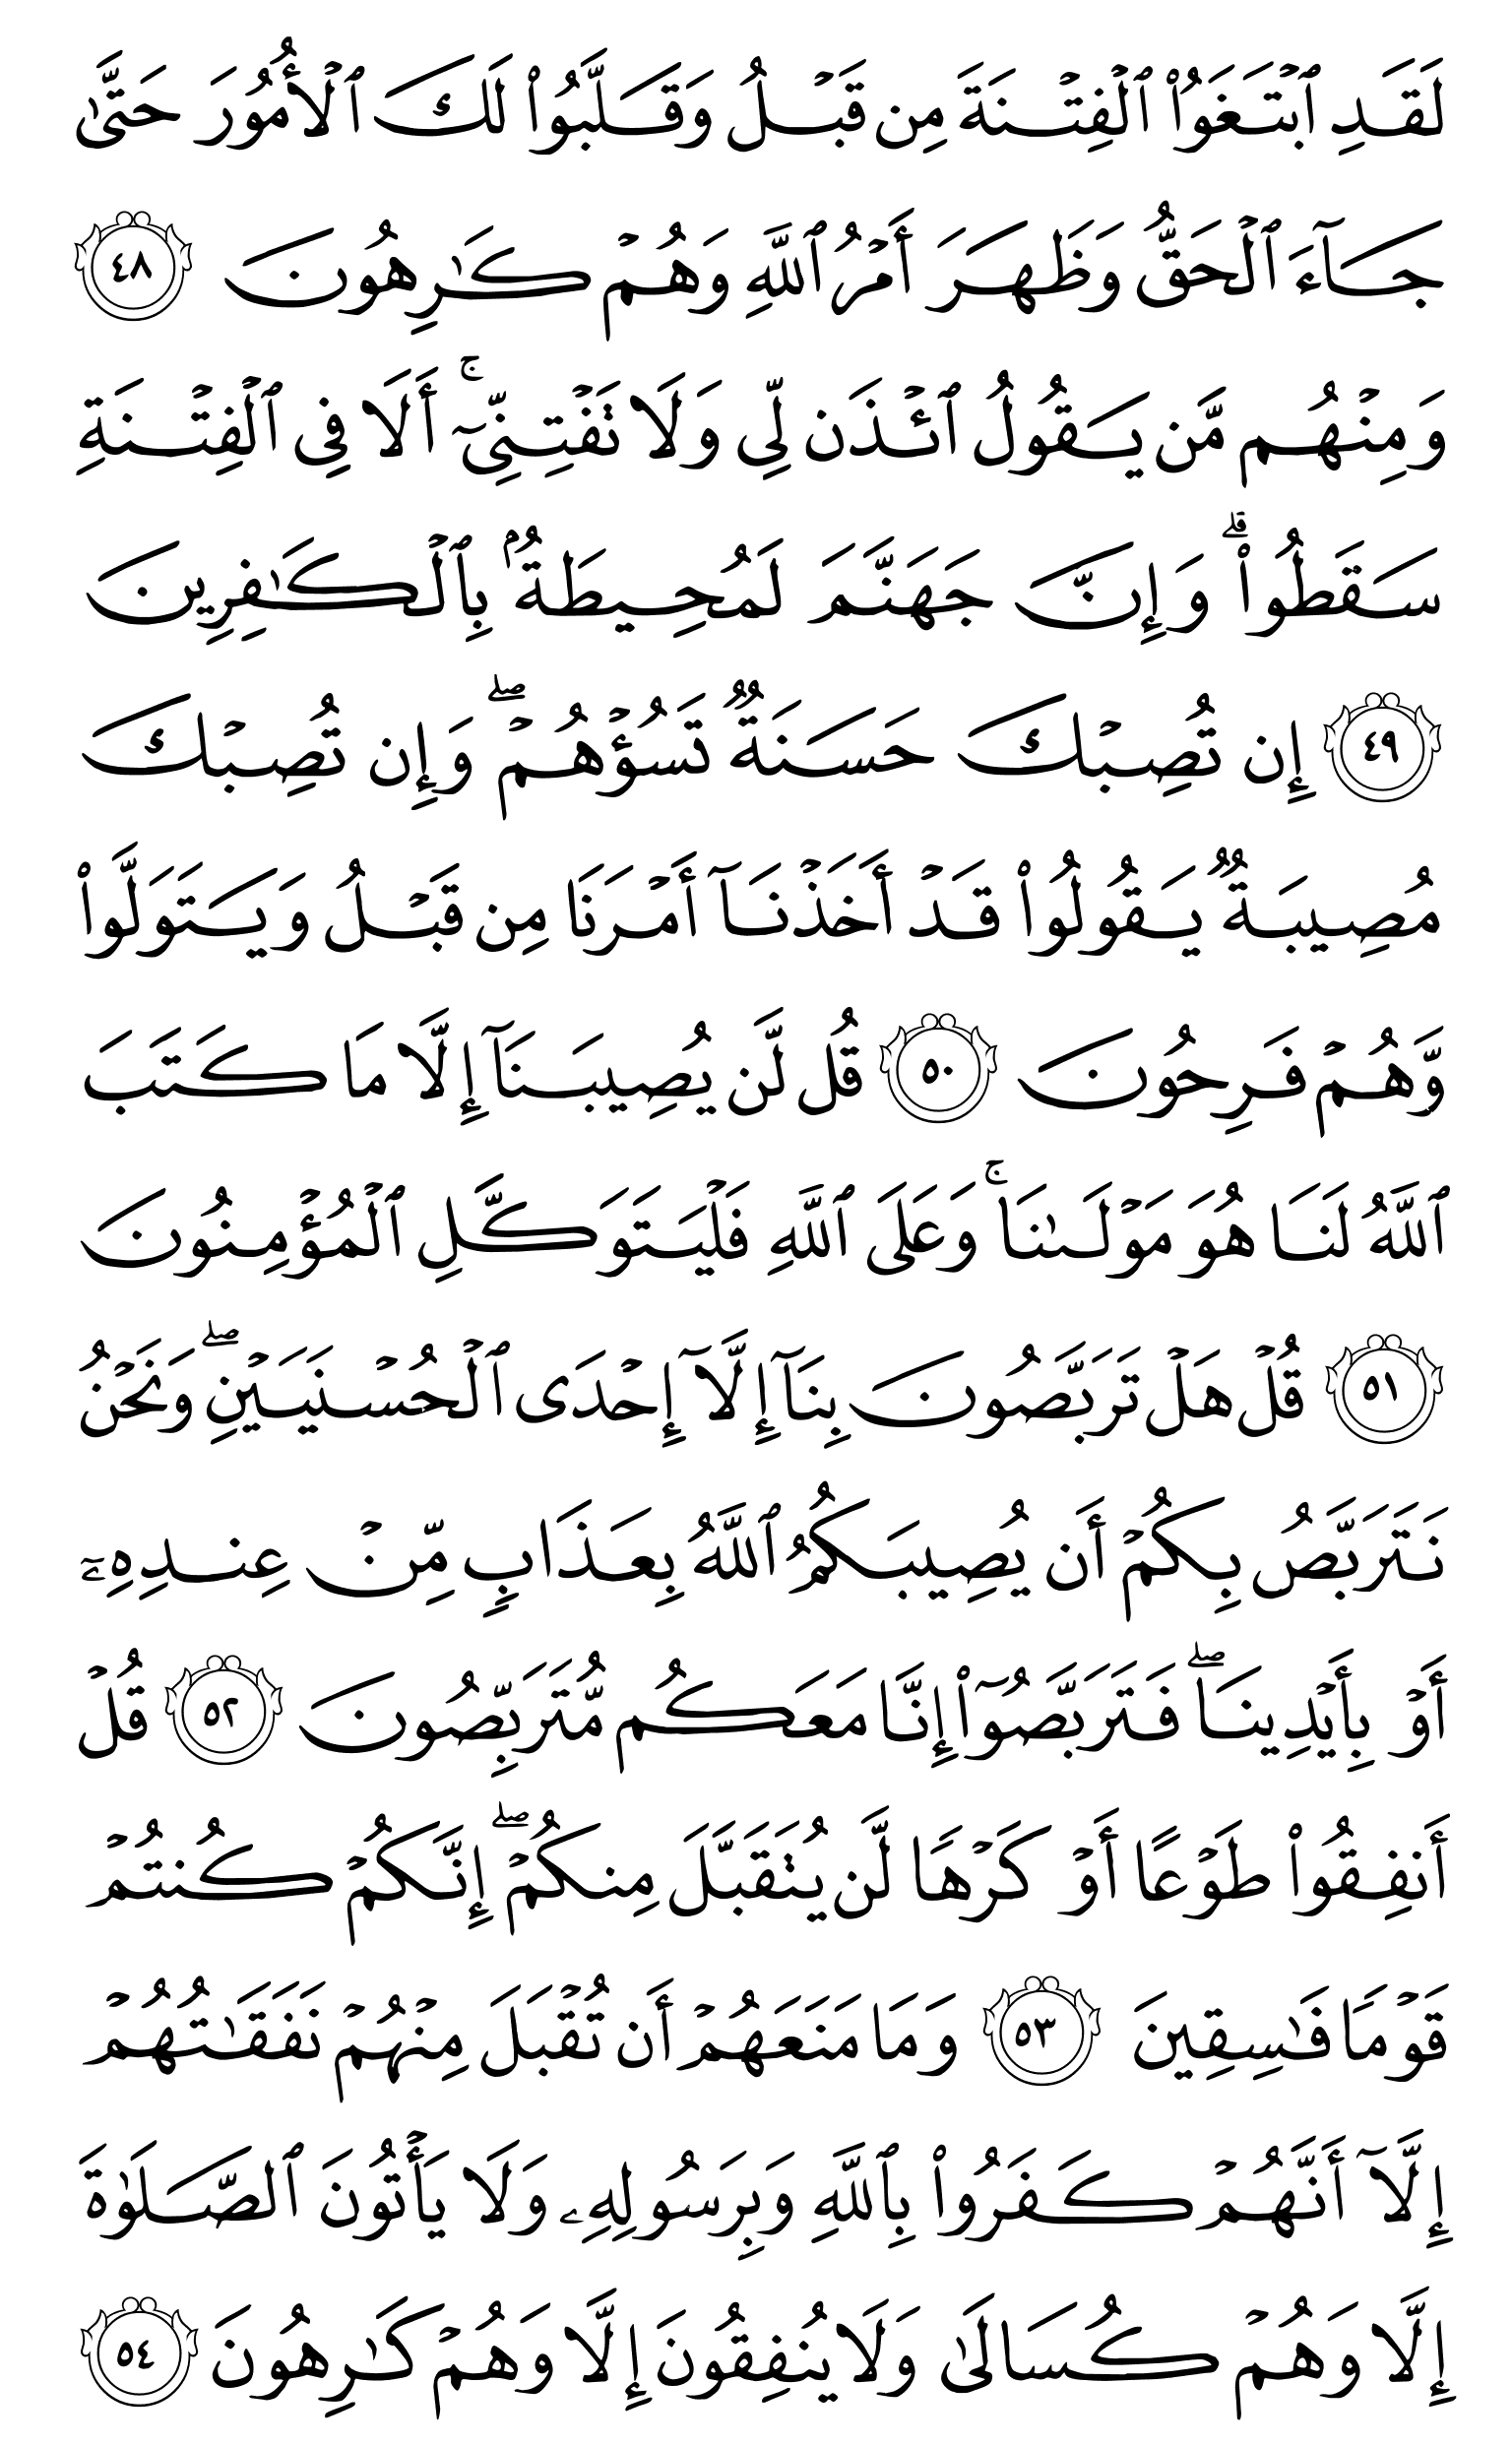 لَقَدِ ٱبْتَغَوُا۟ ٱلْفِتْنَةَ مِن قَبْلُ وَقَلَّبُوا۟ لَكَ ٱلْأُمُورَ حَتَّىٰ
جَآءَ ٱلْحَقُّ وَظَهَرَ أَمْرُ ٱللَّهِ وَهُمْ كَـٰرِهُونَ ٤٨
وَمِنْهُم مَّن يَقُولُ ٱئْذَن لِّى وَلَا تَفْتِنِّىٓ ۚ أَلَا فِى ٱلْفِتْنَةِ
سَقَطُوا۟ ۗ وَإِنَّ جَهَنَّمَ لَمُحِيطَةٌۢ بِٱلْكَـٰفِرِينَ
٤٩ إِن تُصِبْكَ حَسَنَةٌ تَسُؤْهُمْ ۖ وَإِن تُصِبْكَ
مُصِيبَةٌ يَقُولُوا۟ قَدْ أَخَذْنَآ أَمْرَنَا مِن قَبْلُ وَيَتَوَلَّوا۟
وَّهُمْ فَرِحُونَ ٥٠ قُل لَّن يُصِيبَنَآ إِلَّا مَا كَتَبَ
ٱللَّهُ لَنَا هُوَ مَوْلَىٰنَا ۚ وَعَلَى ٱللَّهِ فَلْيَتَوَكَّلِ ٱلْمُؤْمِنُونَ
٥١ قُلْ هَلْ تَرَبَّصُونَ بِنَآ إِلَّآ إِحْدَى ٱلْحُسْنَيَيْنِ ۖ وَنَحْنُ
نَتَرَبَّصُ بِكُمْ أَن يُصِيبَكُمُ ٱللَّهُ بِعَذَابٍ مِّنْ عِندِهِۦٓ
أَوْ بِأَيْدِينَا ۖ فَتَرَبَّصُوٓا۟ إِنَّا مَعَكُم مُّتَرَبِّصُونَ ٥٢ قُلْ
أَنفِقُوا۟ طَوْعًا أَوْ كَرْهًا لَّن يُتَقَبَّلَ مِنكُمْ ۖ إِنَّكُمْ كُنتُمْ
قَوْمًا فَـٰسِقِينَ ٥٣ وَمَا مَنَعَهُمْ أَن تُقْبَلَ مِنْهُمْ نَفَقَـٰتُهُمْ
إِلَّآ أَنَّهُمْ كَفَرُوا۟ بِٱللَّهِ وَبِرَسُولِهِۦ وَلَا يَأْتُونَ ٱلصَّلَوٰةَ
إِلَّا وَهُمْ كُسَالَىٰ وَلَا يُنفِقُونَ إِلَّا وَهُمْ كَـٰرِهُونَ ٥٤